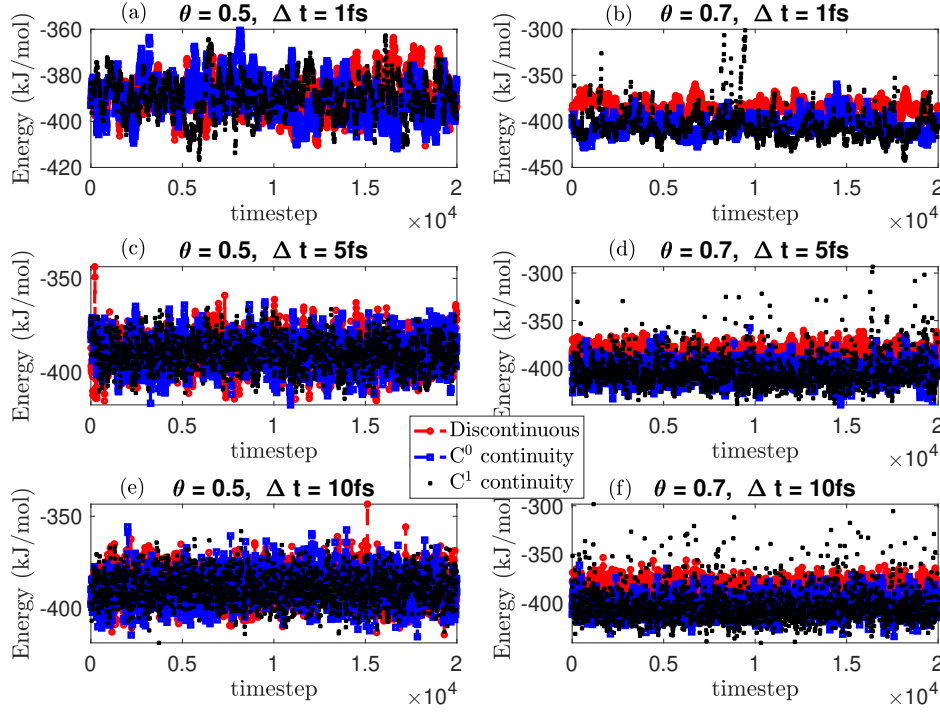 (a) θ = 0.5, Δ t = 1fs
Energy (kJ/mol)
-360
-380
-400
-420
0 0.5 1 1.5 2
timestep
×10^4
(b) θ = 0.7, Δ t = 1fs
Energy (kJ/mol)
-300
-350
-400
-450
0 0.5 1 1.5 2
timestep
×10^4
(c) θ = 0.5, Δ t = 5fs
Energy (kJ/mol)
-350
-400
0 0.5 1 1.5 2
timestep
×10^4
(d) θ = 0.7, Δ t = 5fs
Energy (kJ/mol)
-300
-350
-400
0 0.5 1 1.5 2
timestep
×10^4
Discontinuous
C^0 continuity
C^1 continuity
(e) θ = 0.5, Δ t = 10fs
Energy (kJ/mol)
-350
-400
0 0.5 1 1.5 2
timestep
×10^4
(f) θ = 0.7, Δ t = 10fs
Energy (kJ/mol)
-300
-350
-400
0 0.5 1 1.5 2
timestep
×10^4